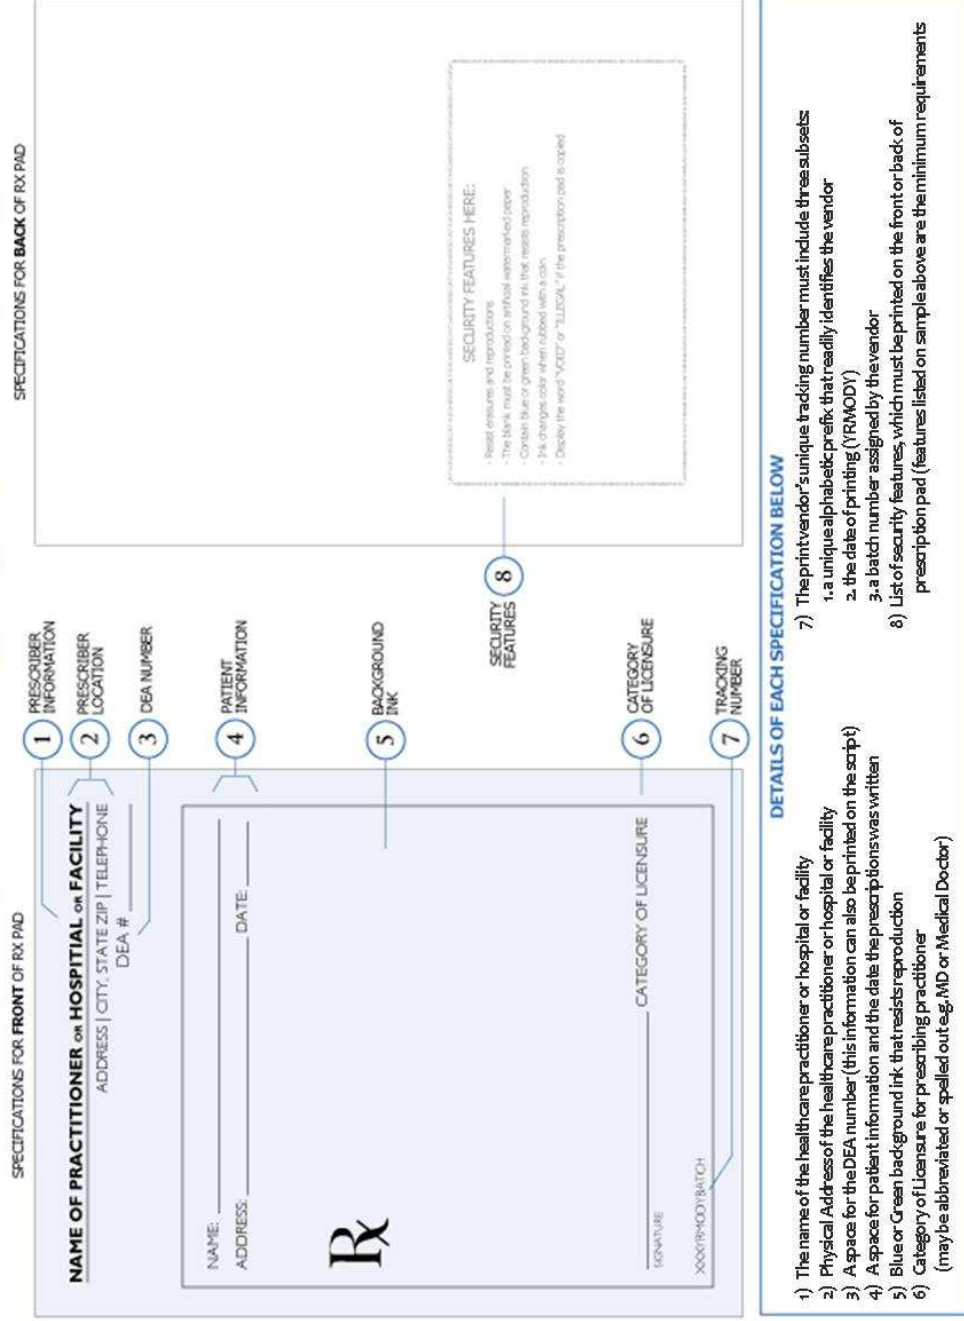 SPECIFICATIONS FOR FRONT OF RX PAD
NAME OF PRACTITIONER OR HOSPITIAL OR FACILITY
ADDRESS | CITY, STATE ZIP | TELEPHONE
DEA #
NAME:
ADDRESS: DATE:
Rx
CATEGORY OF LICENSURE
SIGNATURE
XXXYRMODYBATCH
1 PRESCRIBER
INFORMATION
2 PRESCRIBER
LOCATION
3 DEA NUMBER
4 PATIENT
INFORMATION
5 BACKGROUND
INK
6 CATEGORY
OF LICENSURE
7 TRACKING
NUMBER
SPECIFICATIONS FOR BACK OF RX PAD
SECURITY
FEATURES 8
SECURITY FEATURES HERE:
- Resist erasures and reproductions
- The blank must be printed on artificial watermarked paper
- Contain blue or green background ink that resists reproduction
- Ink changes color when rubbed with a coin
- Display the word "VOID" or "ILLEGAL" if the prescription pad is copied
DETAILS OF EACH SPECIFICATION BELOW
1) The name of the healthcare practitioner or hospital or facility
2) Physical Address of the healthcare practitioner or hospital or facility
3) A space for the DEA number (this information can also be printed on the script)
4) A space for patient information and the date the prescriptions was written
5) Blue or Green background ink that resists reproduction
6) Category of Licensure for prescribing practitioner
(may be abbreviated or spelled out e.g. MD or Medical Doctor)
7) The print vendor's unique tracking number must include three subsets:
1. a unique alphabetic prefix that readily identifies the vendor
2. the date of printing (YRMODY)
3. a batch number assigned by the vendor
8) List of security features, which must be printed on the front or back of
prescription pad (features listed on sample above are the minimum requirements